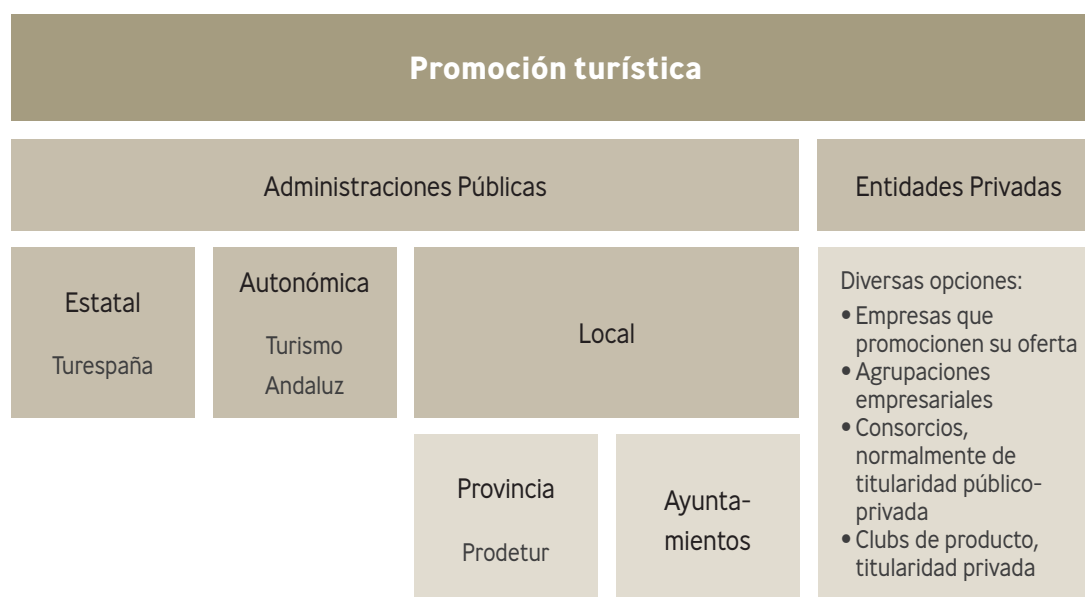 Promoción turística
Administraciones Públicas
Entidades Privadas
Estatal
Turespaña
Autonómica
Turismo
Andaluz
Local
Provincia
Prodetur
Ayunta-
mientos
Diversas opciones:
• Empresas que
promocionen su oferta
• Agrupaciones
empresariales
• Consorcios,
normalmente de
titularidad público-
privada
• Clubs de producto,
titularidad privada